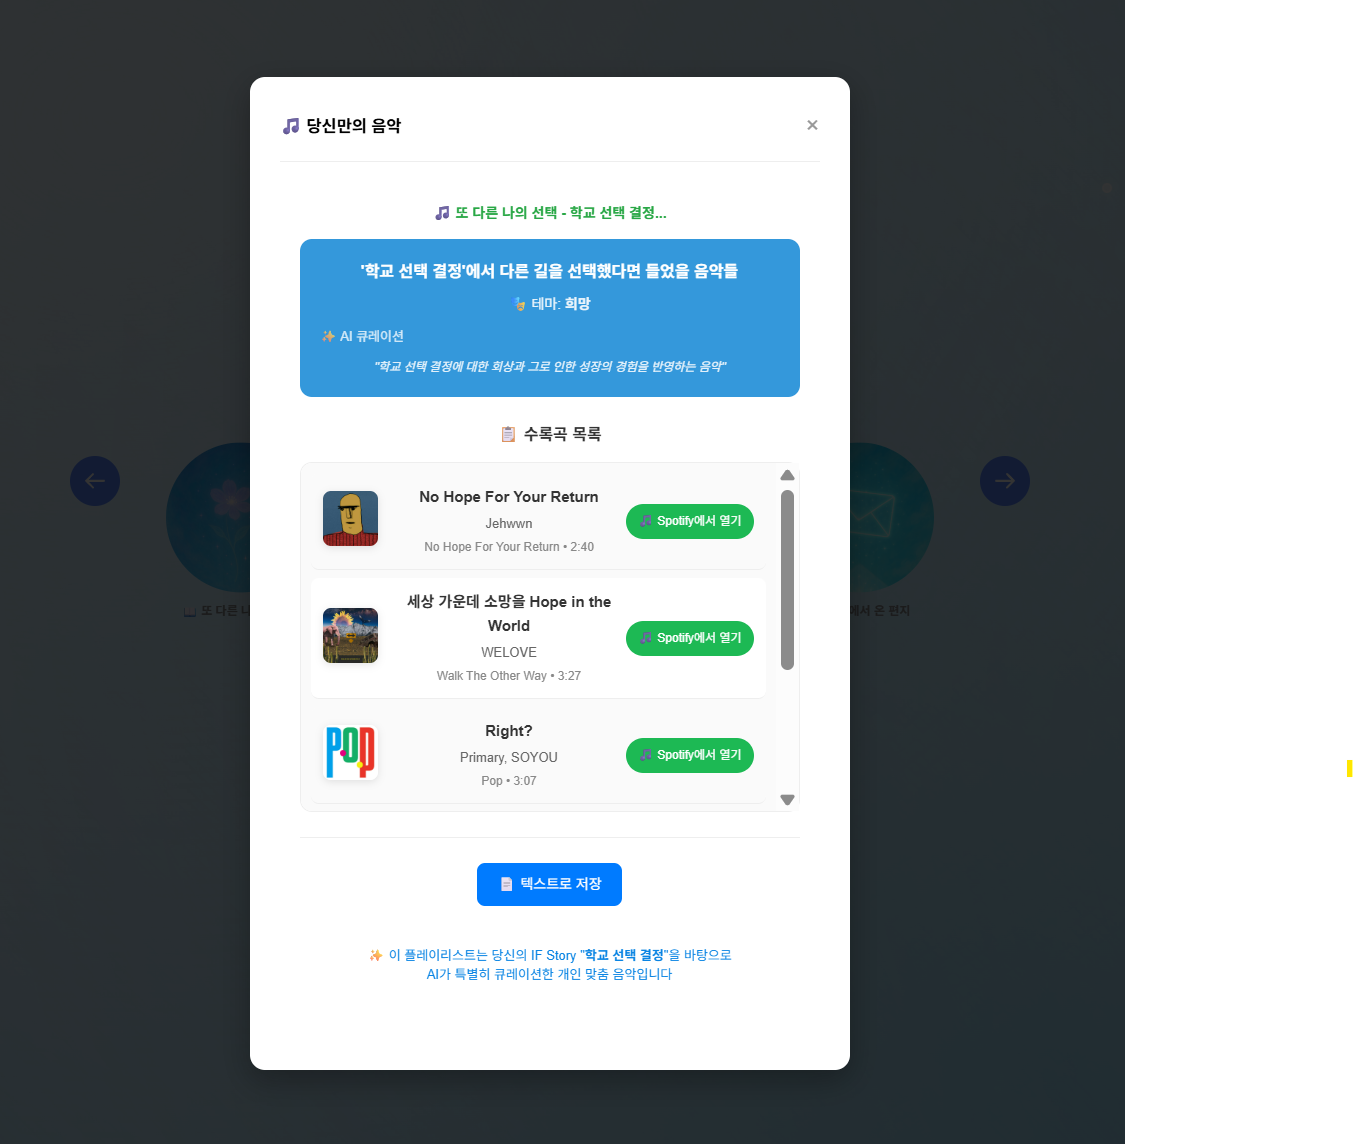 당신만의 음악
×
또 다른 나의 선택 - 학교 선택 결정...
'학교 선택 결정'에서 다른 길을 선택했다면 들었을 음악들
테마: 희망
AI 큐레이션
"학교 선택 결정에 대한 회상과 그로 인한 성장의 경험을 반영하는 음악"
수록곡 목록
No Hope For Your Return
Jehwwn
No Hope For Your Return • 2:40
Spotify에서 열기
세상 가운데 소망을 Hope in the
World
WELOVE
Walk The Other Way • 3:27
Spotify에서 열기
POP
Right?
Primary, SOYOU
Pop • 3:07
Spotify에서 열기
텍스트로 저장
이 플레이리스트는 당신의 IF Story "학교 선택 결정"을 바탕으로
AI가 특별히 큐레이션한 개인 맞춤 음악입니다
← 
→
또 다른 나
에서 온 편지